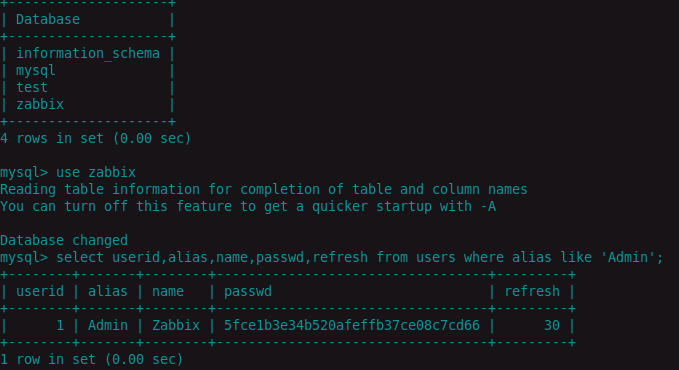 +--------------------+
| Database           |
+--------------------+
| information_schema |
| mysql              |
| test               |
| zabbix             |
+--------------------+
4 rows in set (0.00 sec)

mysql> use zabbix
Reading table information for completion of table and column names
You can turn off this feature to get a quicker startup with -A

Database changed
mysql> select userid,alias,name,passwd,refresh from users where alias like 'Admin';
+--------+-------+--------+----------------------------------+---------+
| userid | alias | name   | passwd                           | refresh |
+--------+-------+--------+----------------------------------+---------+
|      1 | Admin | Zabbix | 5fce1b3e34b520afeffb37ce08c7cd66 |      30 |
+--------+-------+--------+----------------------------------+---------+
1 row in set (0.00 sec)